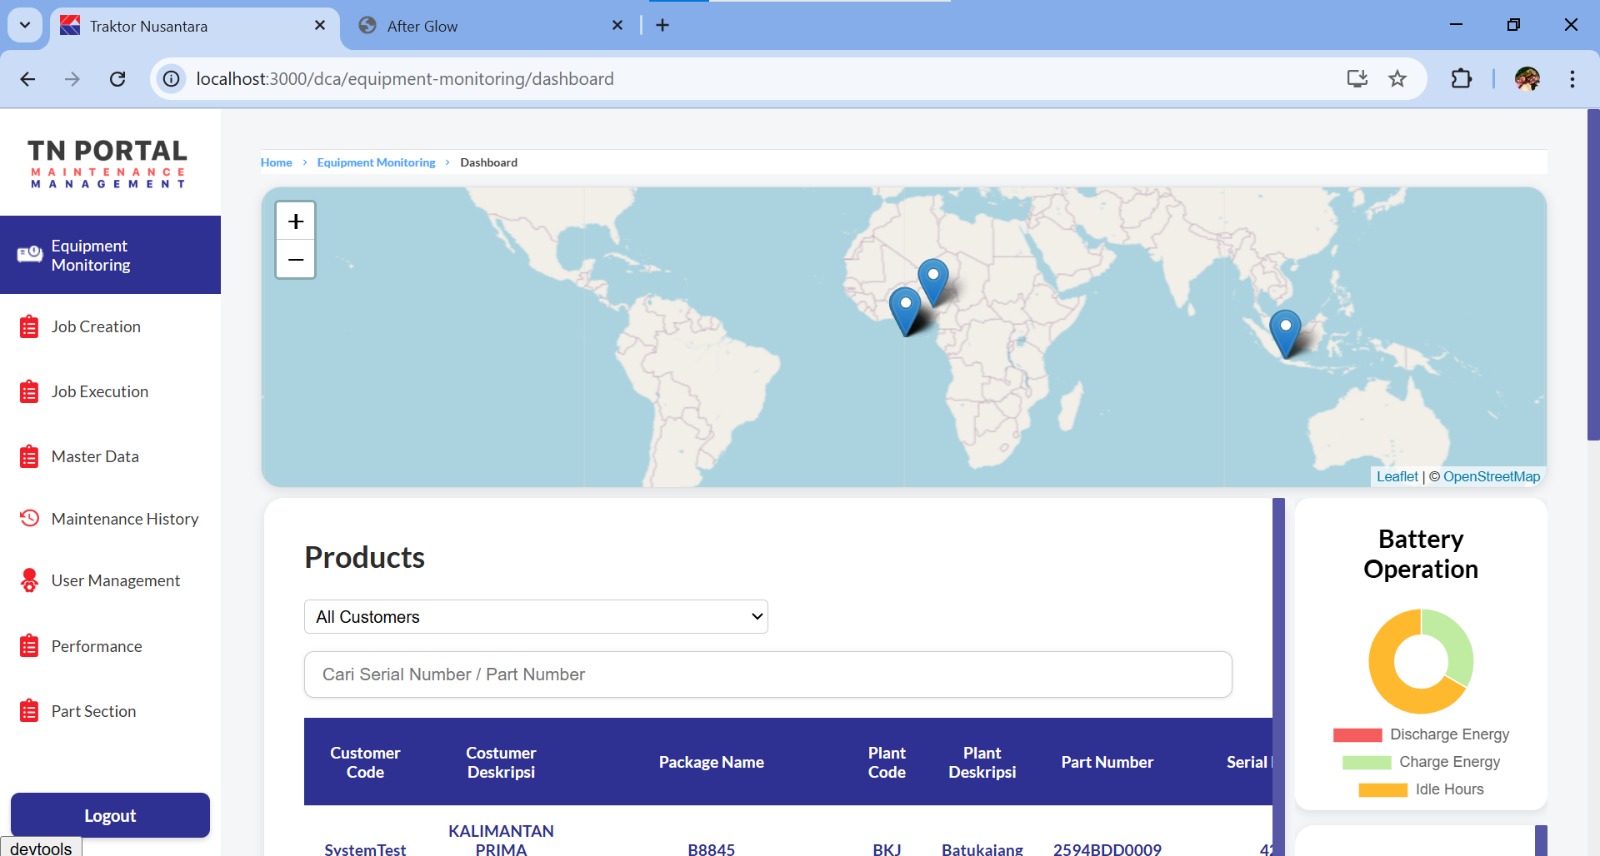 Traktor Nusantara
After Glow
localhost:3000/dca/equipment-monitoring/dashboard
TN PORTAL
MAINTENANCE
MANAGEMENT
Equipment
Monitoring
Job Creation
Job Execution
Master Data
Maintenance History
User Management
Performance
Part Section
Logout
devtools
Home > Equipment Monitoring > Dashboard
+
−
Leaflet | © OpenStreetMap
Products
All Customers
Cari Serial Number / Part Number
Customer Code
Costumer Deskripsi
Package Name
Plant Code
Plant Deskripsi
Part Number
Serial
SystemTest
KALIMANTAN
PRIMA
B8845
BKJ
Batukajang
2594BDD0009
42
Battery
Operation
Discharge Energy
Charge Energy
Idle Hours